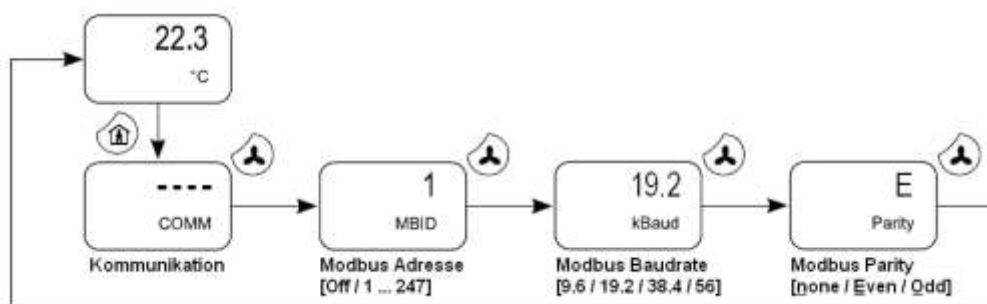 22.3
°C
----
COMM
1
MBID
19.2
kBaud
E
Parity
Kommunikation
Modbus Adresse
[Off / 1 ... 247]
Modbus Baudrate
[9.6 / 19.2 / 38.4 / 56]
Modbus Parity
[none / Even / Odd]